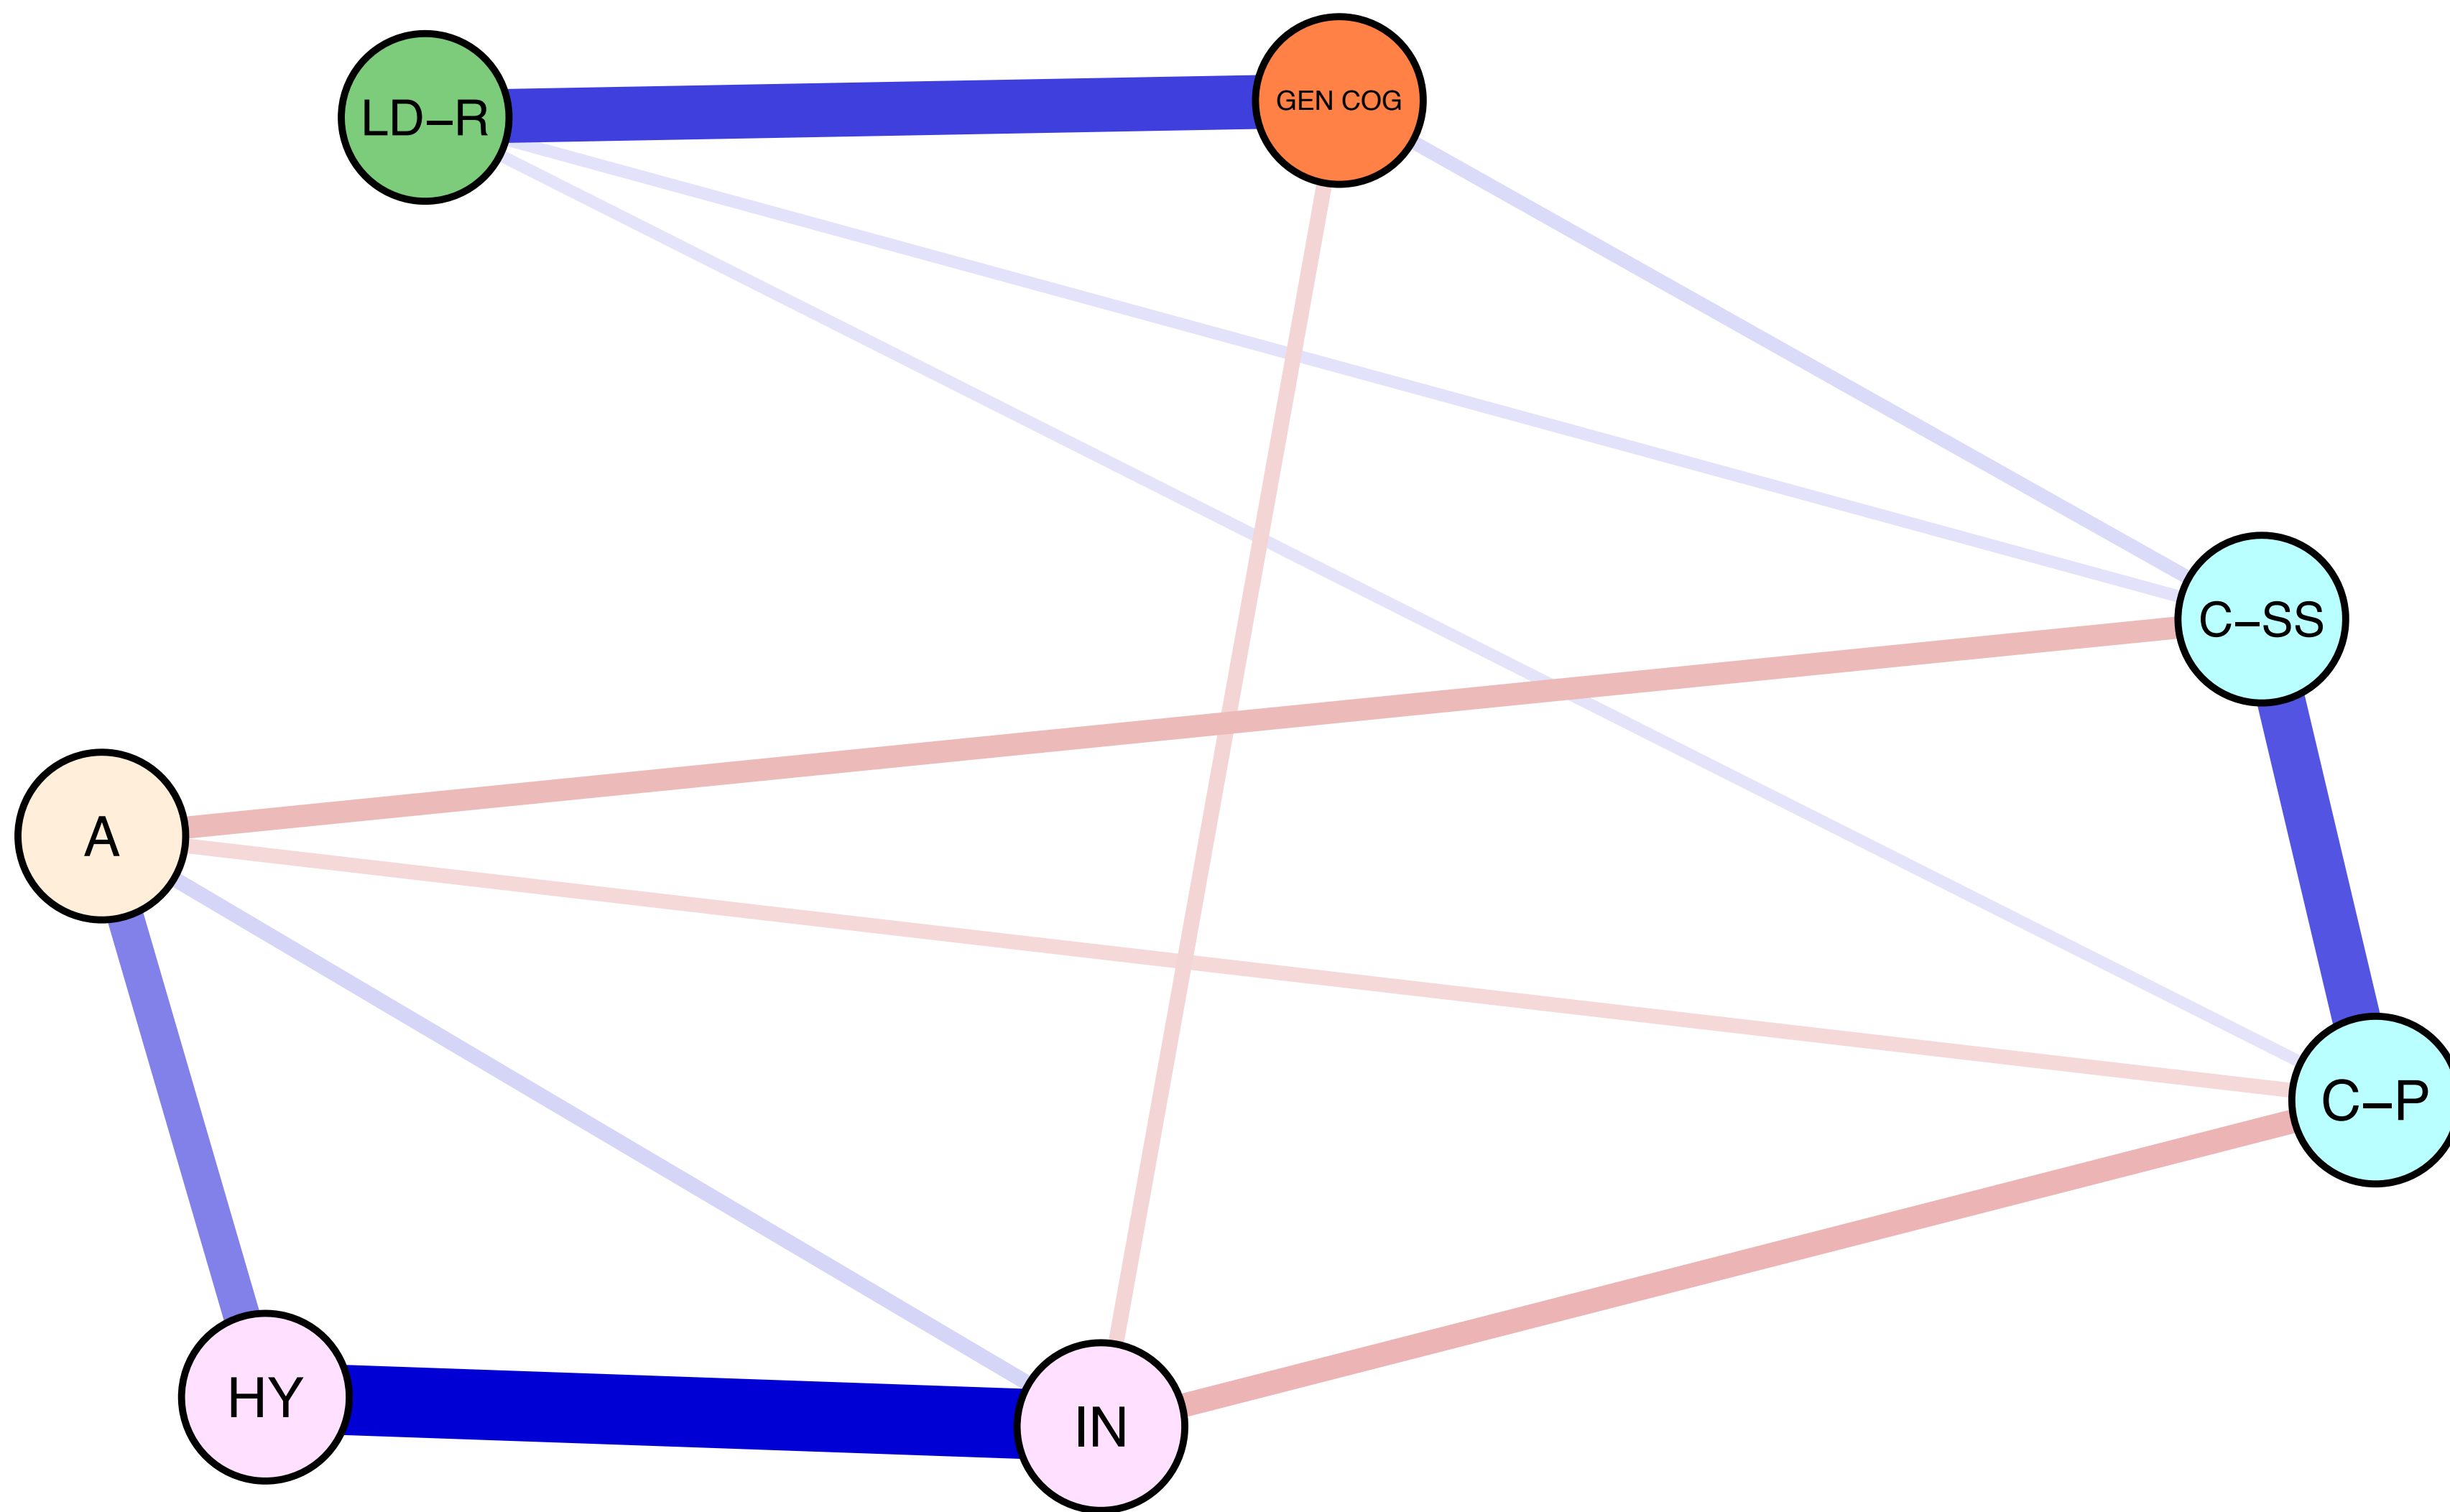 GEN COG
LD–R
C–SS
A
C–P
HY
IN